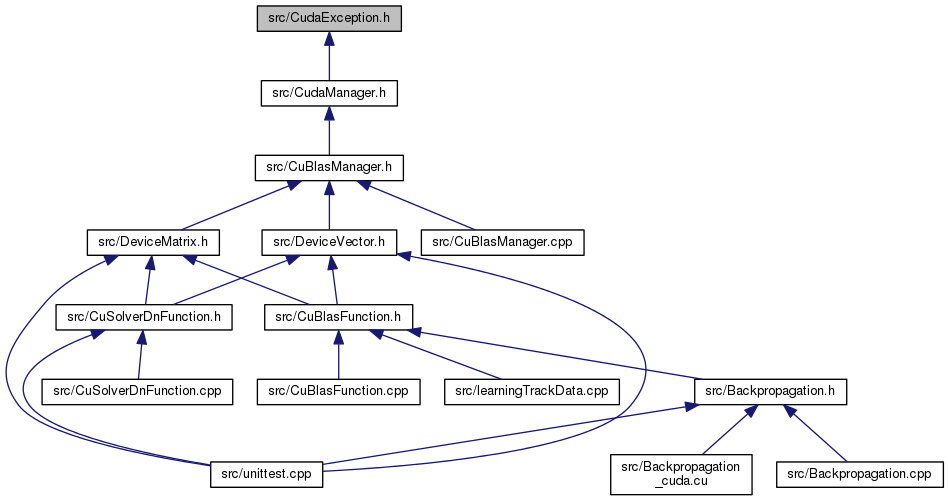 src/CudaException.h
src/CudaManager.h
src/CuBlasManager.h
src/DeviceMatrix.h
src/DeviceVector.h
src/CuBlasManager.cpp
src/CuSolverDnFunction.h
src/CuBlasFunction.h
src/CuSolverDnFunction.cpp
src/CuBlasFunction.cpp
src/learningTrackData.cpp
src/Backpropagation.h
src/unittest.cpp
src/Backpropagation
_cuda.cu
src/Backpropagation.cpp